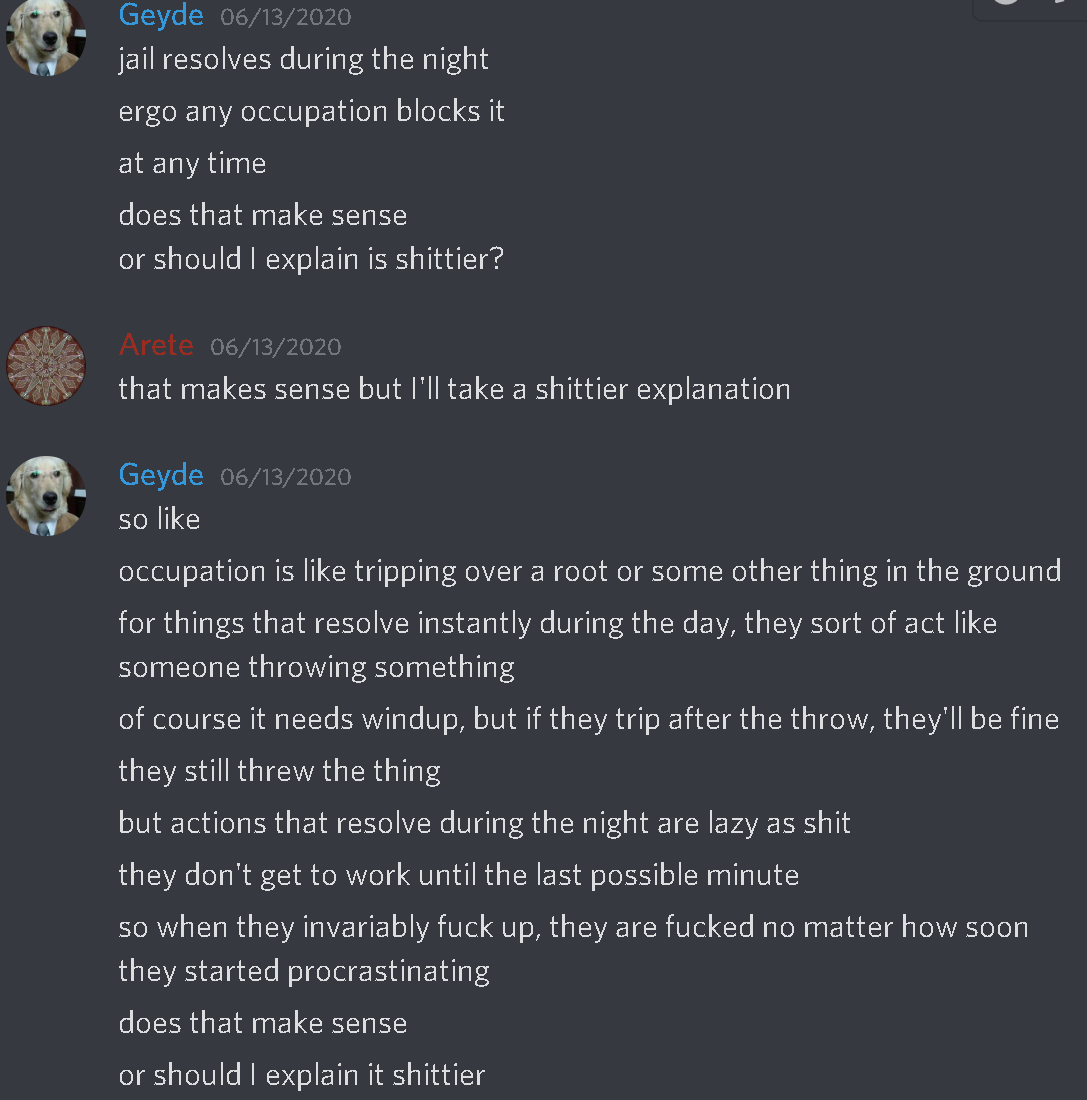 Geyde 06/13/2020
jail resolves during the night
ergo any occupation blocks it
at any time
does that make sense
or should I explain is shittier?
Arete 06/13/2020
that makes sense but I'll take a shittier explanation
Geyde 06/13/2020
so like
occupation is like tripping over a root or some other thing in the ground
for things that resolve instantly during the day, they sort of act like
someone throwing something
of course it needs windup, but if they trip after the throw, they'll be fine
they still threw the thing
but actions that resolve during the night are lazy as shit
they don't get to work until the last possible minute
so when they invariably fuck up, they are fucked no matter how soon
they started procrastinating
does that make sense
or should I explain it shittier